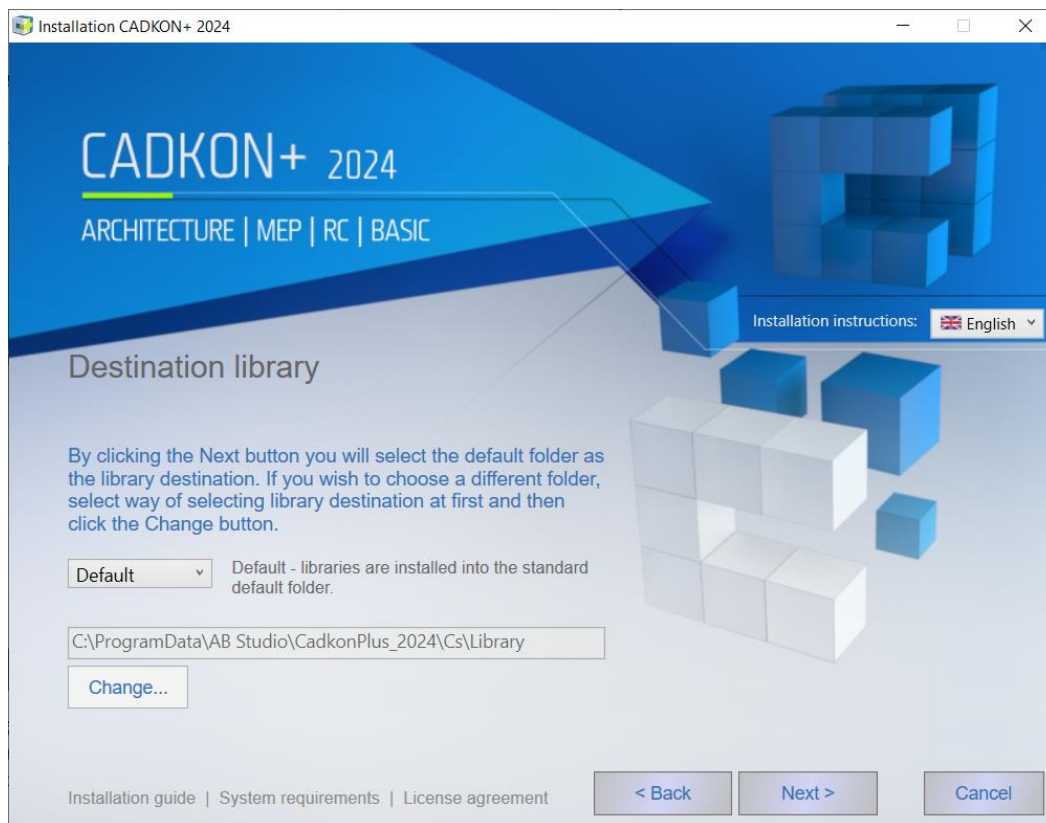 Installation CADKON+ 2024
CADKON+ 2024
ARCHITECTURE | MEP | RC | BASIC
Installation instructions: English
Destination library
By clicking the Next button you will select the default folder as
the library destination. If you wish to choose a different folder,
select way of selecting library destination at first and then
click the Change button.
Default
Default - libraries are installed into the standard
default folder.
C:\ProgramData\AB Studio\CadkonPlus_2024\Cs\Library
Change...
Installation guide | System requirements | License agreement
< Back Next > Cancel